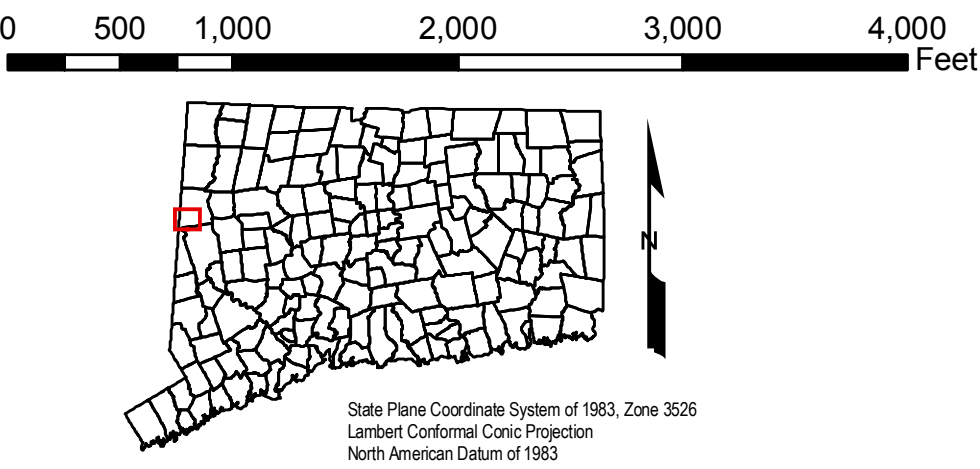 0 500 1,000 2,000 3,000 4,000
Feet
N
State Plane Coordinate System of 1983, Zone 3526
Lambert Conformal Conic Projection
North American Datum of 1983